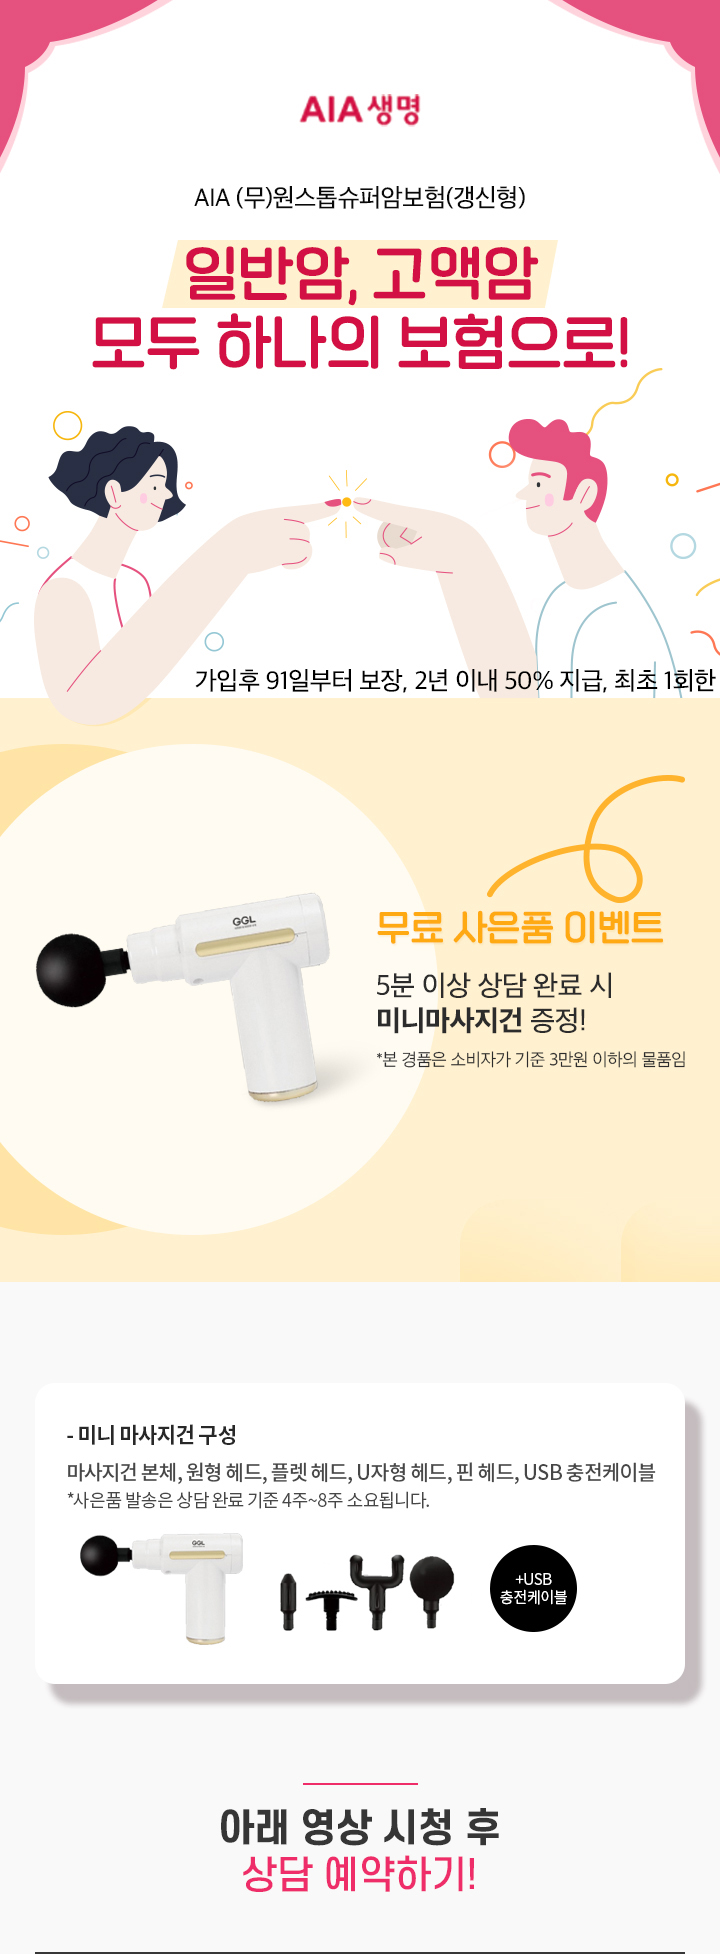 AIA 생명
AIA (무)원스톱슈퍼암보험(갱신형)
일반암, 고액암
모두 하나의 보험으로!
가입후 91일부터 보장, 2년 이내 50% 지급, 최초 1회한
GGL
무료 사은품 이벤트
5분 이상 상담 완료 시
미니마사지건 증정!
*본 경품은 소비자가 기준 3만원 이하의 물품임
- 미니 마사지건 구성
마사지건 본체, 원형 헤드, 플렛 헤드, U자형 헤드, 핀 헤드, USB 충전케이블
*사은품 발송은 상담 완료 기준 4주~8주 소요됩니다.
GGL
+USB
충전케이블
아래 영상 시청 후
상담 예약하기!